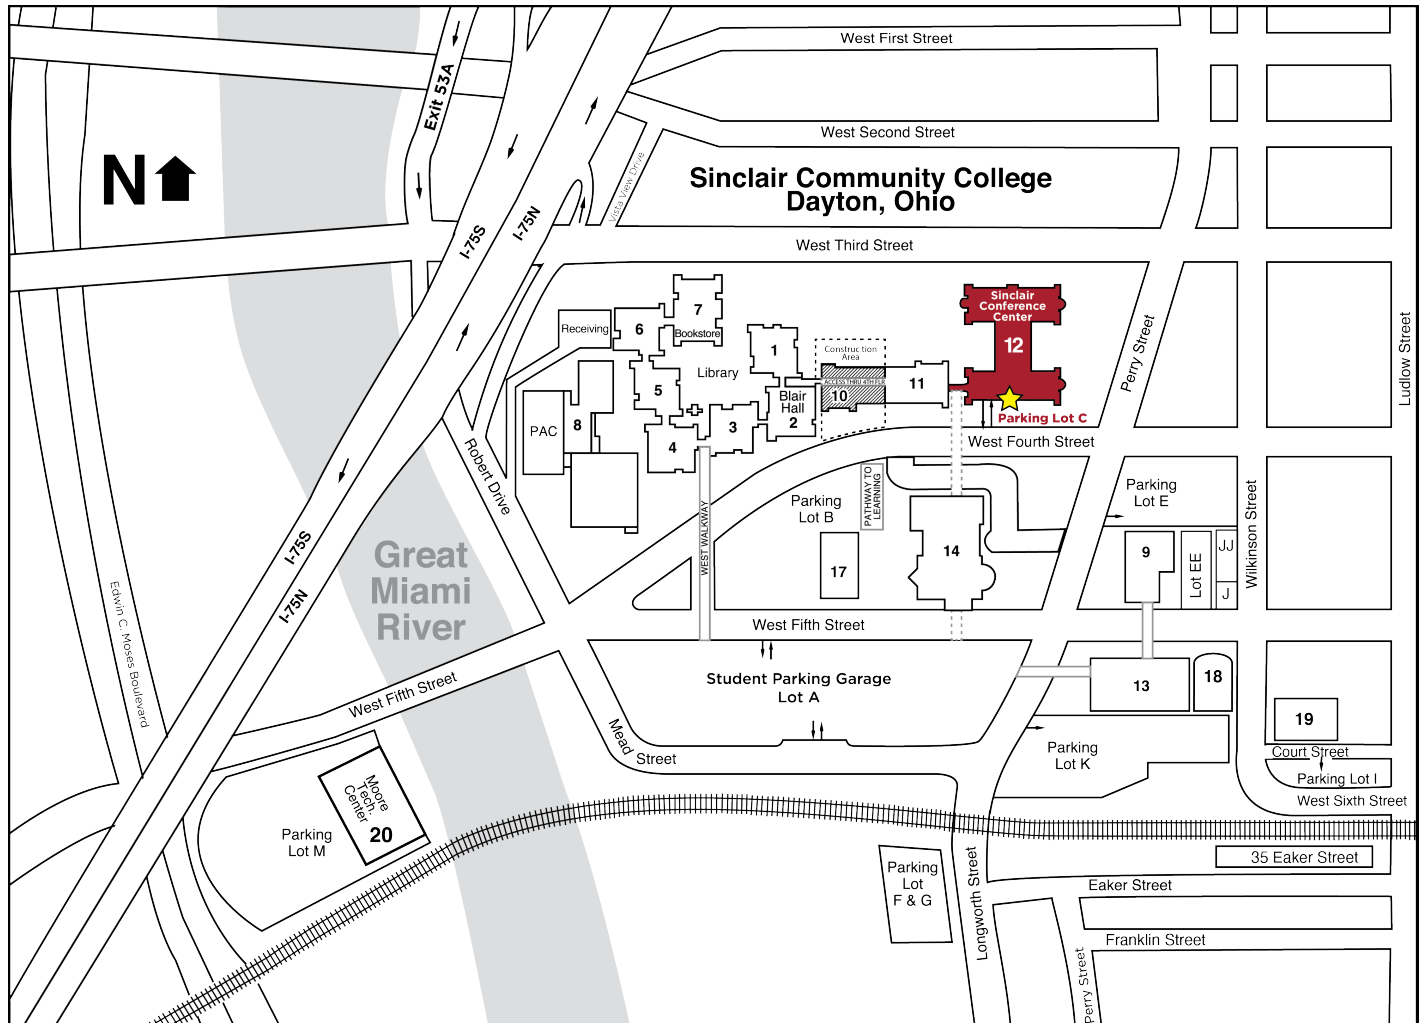 West First Street
Exit 53A
West Second Street
N
Vista View Drive
Sinclair Community College
Dayton, Ohio
I-75S
I-75N
West Third Street
7
Bookstore
6
Receiving
1
Construction
Area
Sinclair
Conference
Center
12
Perry Street
Ludlow Street
Library
5
ACCESS THRU 4TH FLR
10
11
Blair
Hall
2
PAC
8
3
4
Parking Lot C
West Fourth Street
Robert Drive
WEST WALKWAY
Parking
Lot B
PATHWAY TO
LEARNING
Parking
Lot E
Wilkinson Street
14
17
9
Lot EE
JJ
J
I-75S
I-75N
Great
Miami
River
Edwin C. Moses Boulevard
West Fifth Street
West Fifth Street
Student Parking Garage
Lot A
13
18
19
Mead Street
Parking
Lot K
Court Street
Parking Lot I
West Sixth Street
Moore
Tech.
Center
20
Parking
Lot M
35 Eaker Street
Parking
Lot
F & G
Longworth Street
Eaker Street
Franklin Street
Perry Street